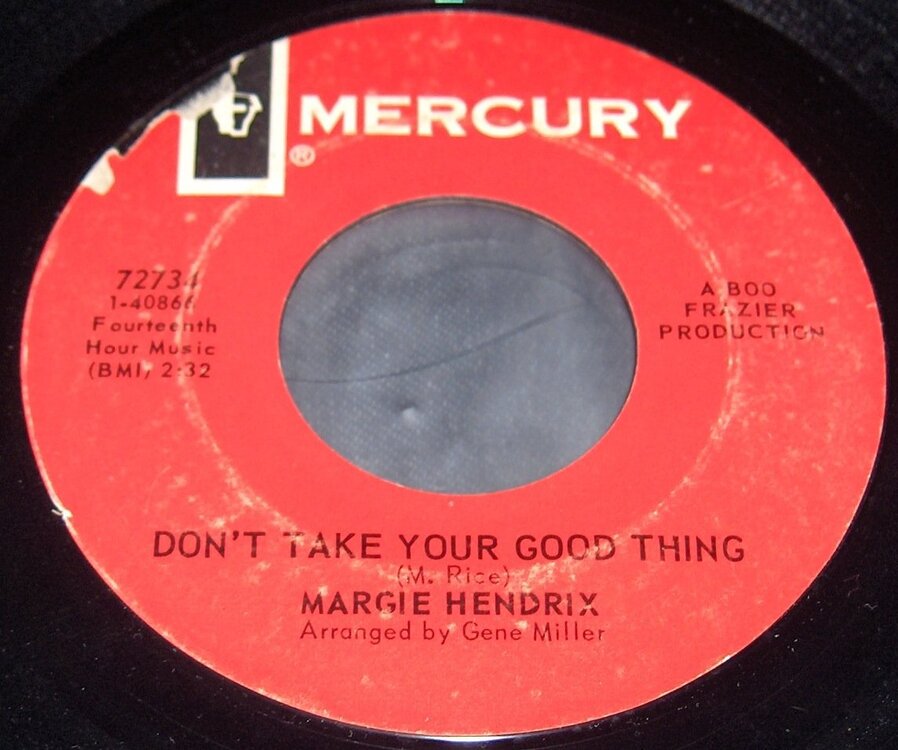 MERCURY
®
72734
1-40866
Fourteenth
Hour Music
(BMI) 2:32
A BOO
FRAZIER
PRODUCTION
DON'T TAKE YOUR GOOD THING
(M. Rice)
MARGIE HENDRIX
Arranged by Gene Miller